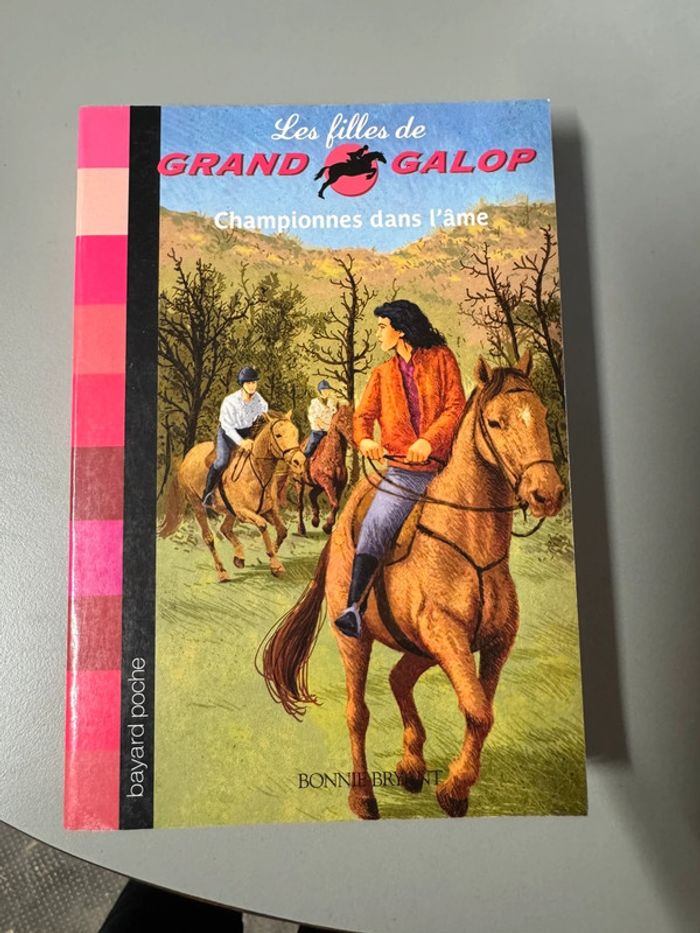 Les filles de
GRAND GALOP
Championnes dans l'âme
bayard poche
BONNIE BRYANT